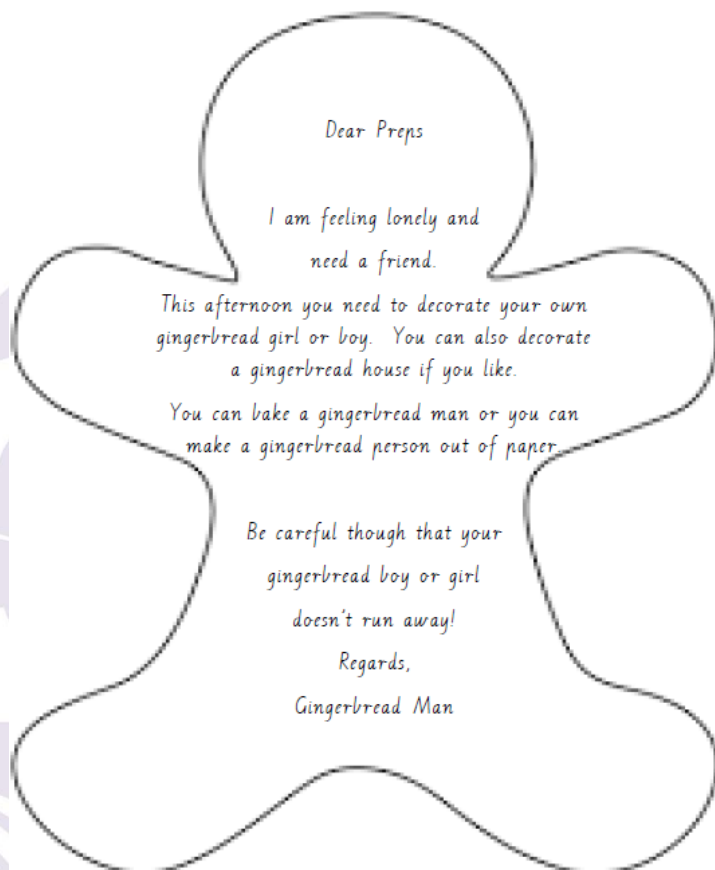 Dear Preps
I am feeling lonely and
need a friend.
This afternoon you need to decorate your own
gingerbread girl or boy. You can also decorate
a gingerbread house if you like.
You can bake a gingerbread man or you can
make a gingerbread person out of paper.
Be careful though that your
gingerbread boy or girl
doesn't run away!
Regards,
Gingerbread Man